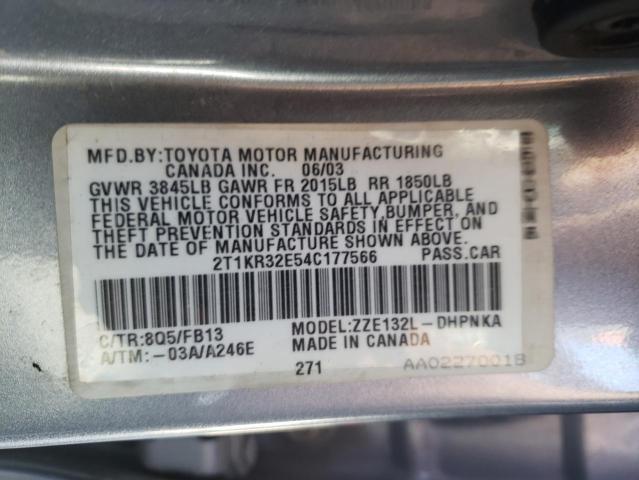 MFD.BY:TOYOTA MOTOR MANUFACTURING
CANADA INC. 06/03
GVWR 3845LB GAWR FR 2015LB RR 1850LB
THIS VEHICLE CONFORMS TO ALL APPLICABLE
FEDERAL MOTOR VEHICLE SAFETY,BUMPER, AND
THEFT PREVENTION STANDARDS IN EFFECT ON
THE DATE OF MANUFACTURE SHOWN ABOVE.
2T1KR32E54C177566 PASS.CAR
C/TR:8Q5/FB13 MODEL:ZZE132L-DHPNKA
A/TM:-03A/A246E MADE IN CANADA
271 AA0227001B